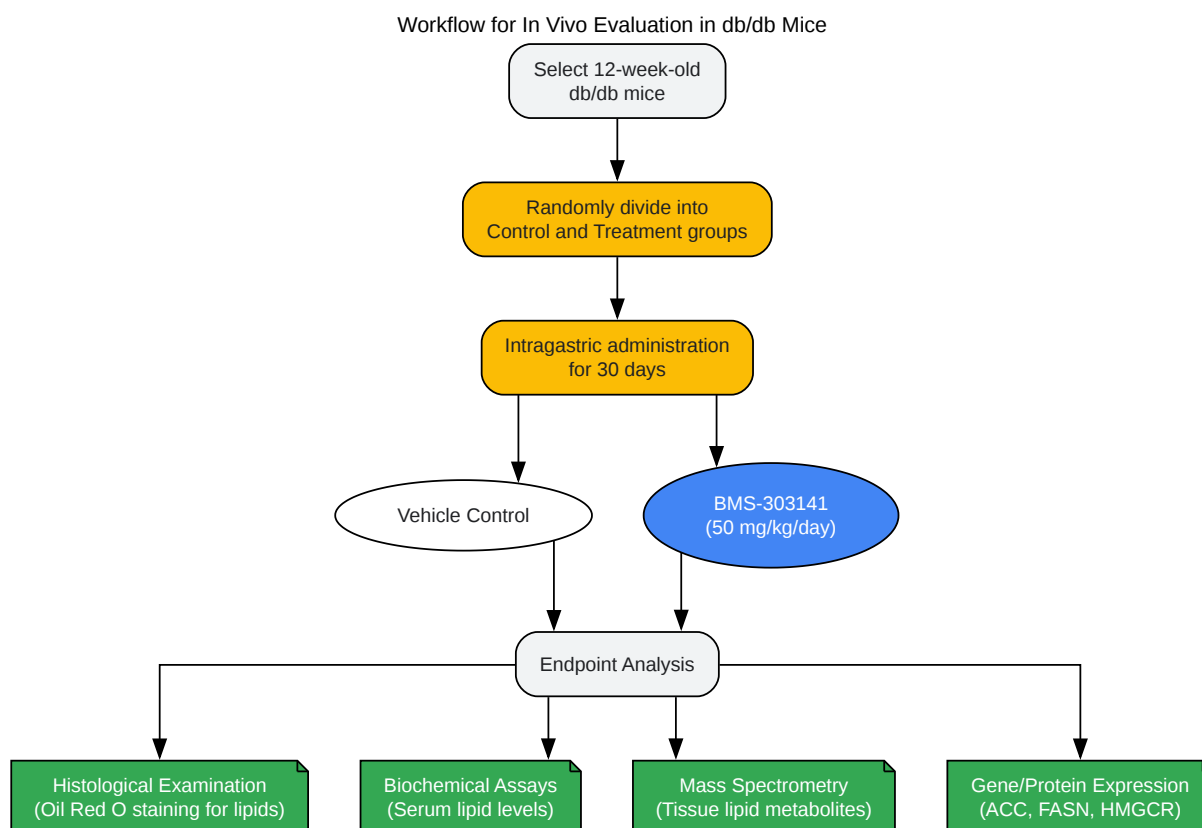 Workflow for In Vivo Evaluation in db/db Mice
Select 12-week-old
db/db mice
Randomly divide into
Control and Treatment groups
Intragastric administration
for 30 days
Vehicle Control
BMS-303141
(50 mg/kg/day)
Endpoint Analysis
Histological Examination
(Oil Red O staining for lipids)
Biochemical Assays
(Serum lipid levels)
Mass Spectrometry
(Tissue lipid metabolites)
Gene/Protein Expression
(ACC, FASN, HMGCR)